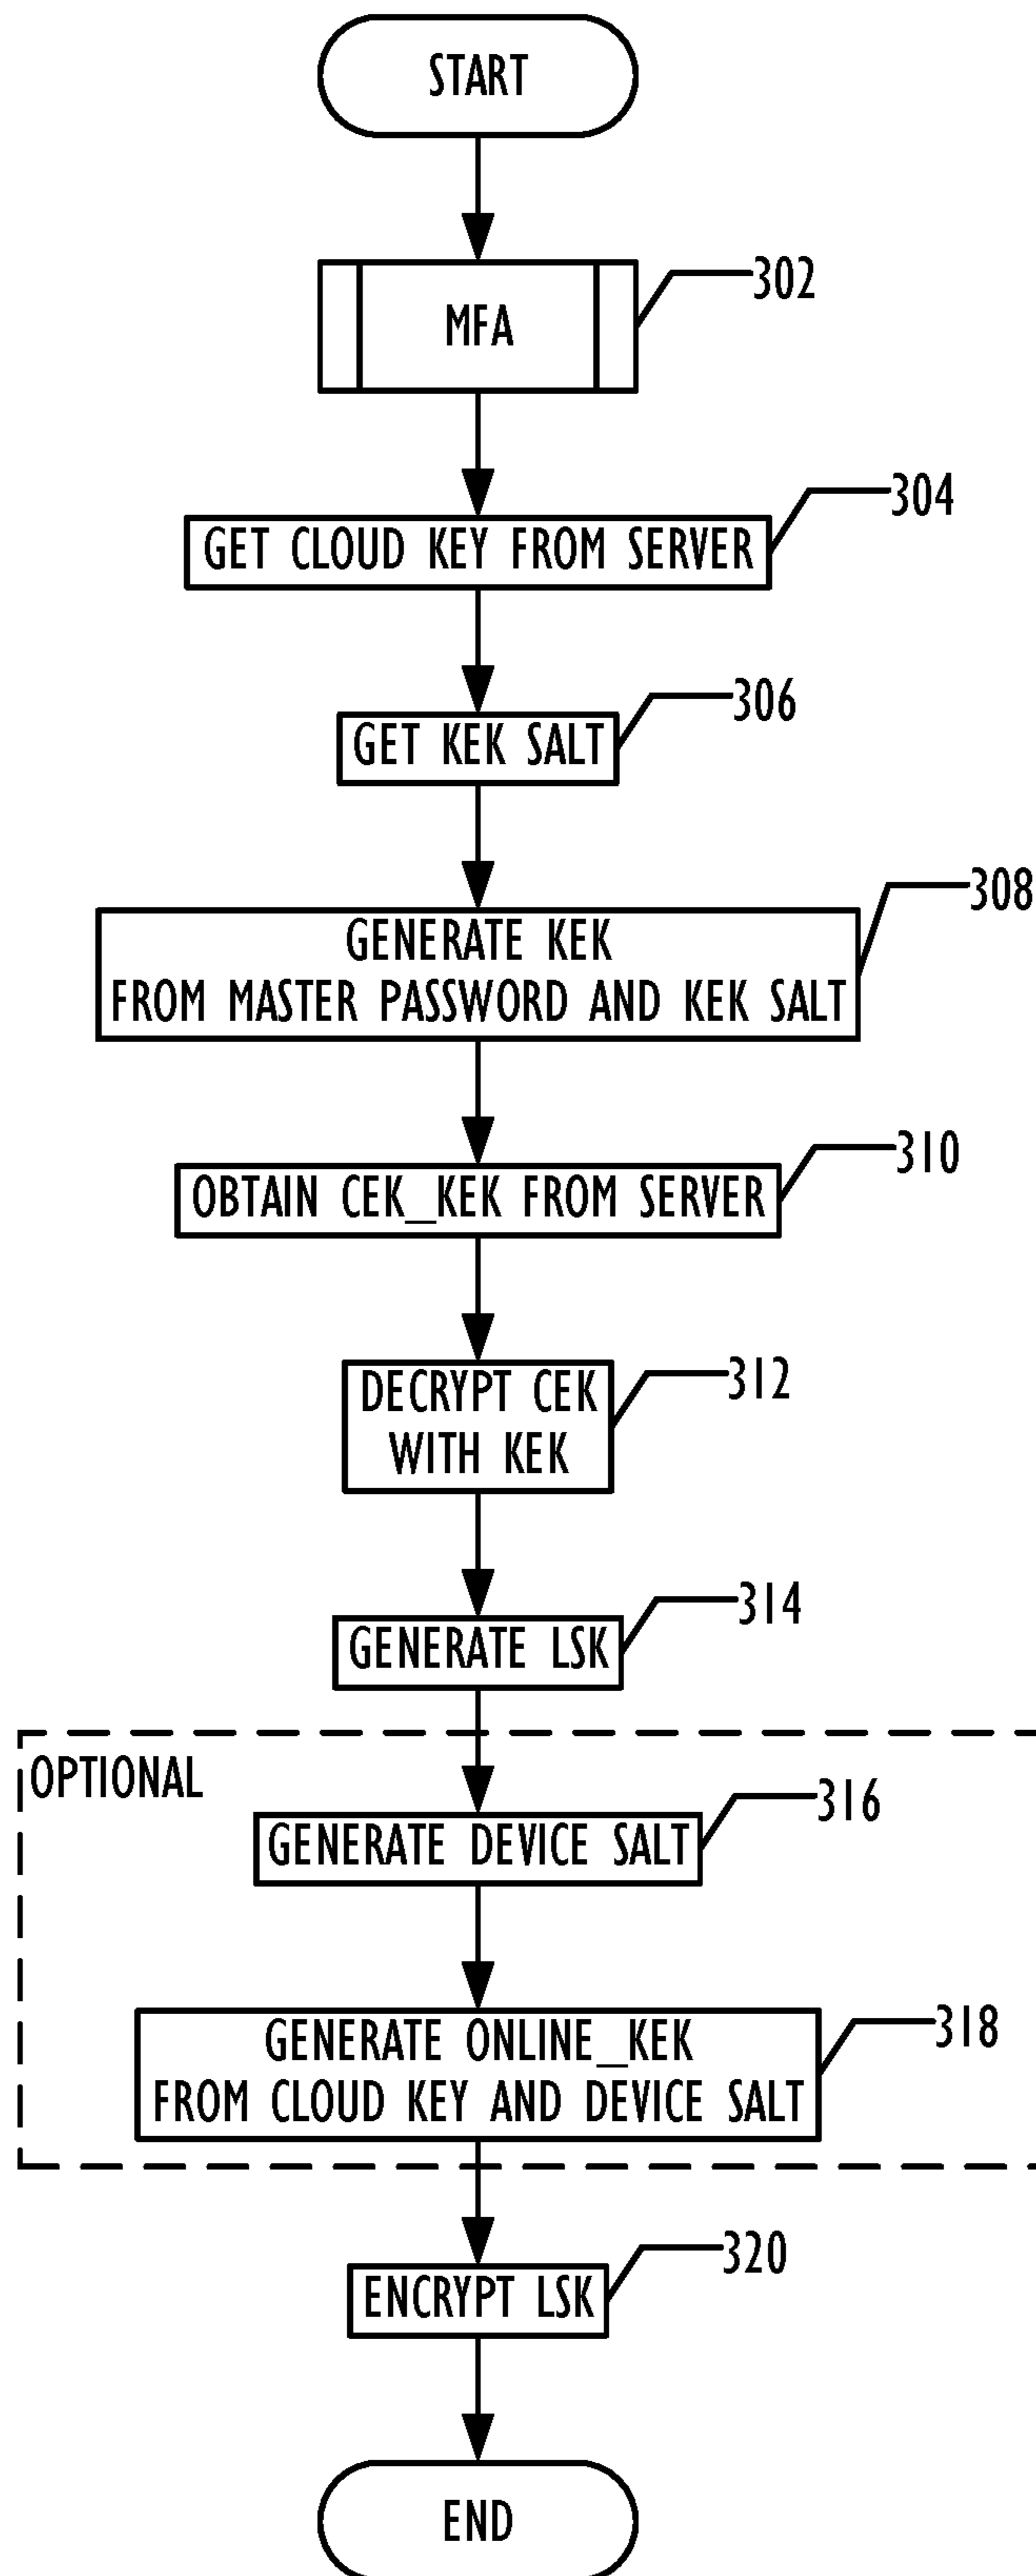 START
MFA
302
GET CLOUD KEY FROM SERVER
304
GET KEK SALT
306
GENERATE KEK
FROM MASTER PASSWORD AND KEK SALT
308
OBTAIN CEK_KEK FROM SERVER
310
DECRYPT CEK
WITH KEK
312
GENERATE LSK
314
OPTIONAL
GENERATE DEVICE SALT
316
GENERATE ONLINE_KEK
FROM CLOUD KEY AND DEVICE SALT
318
ENCRYPT LSK
320
END